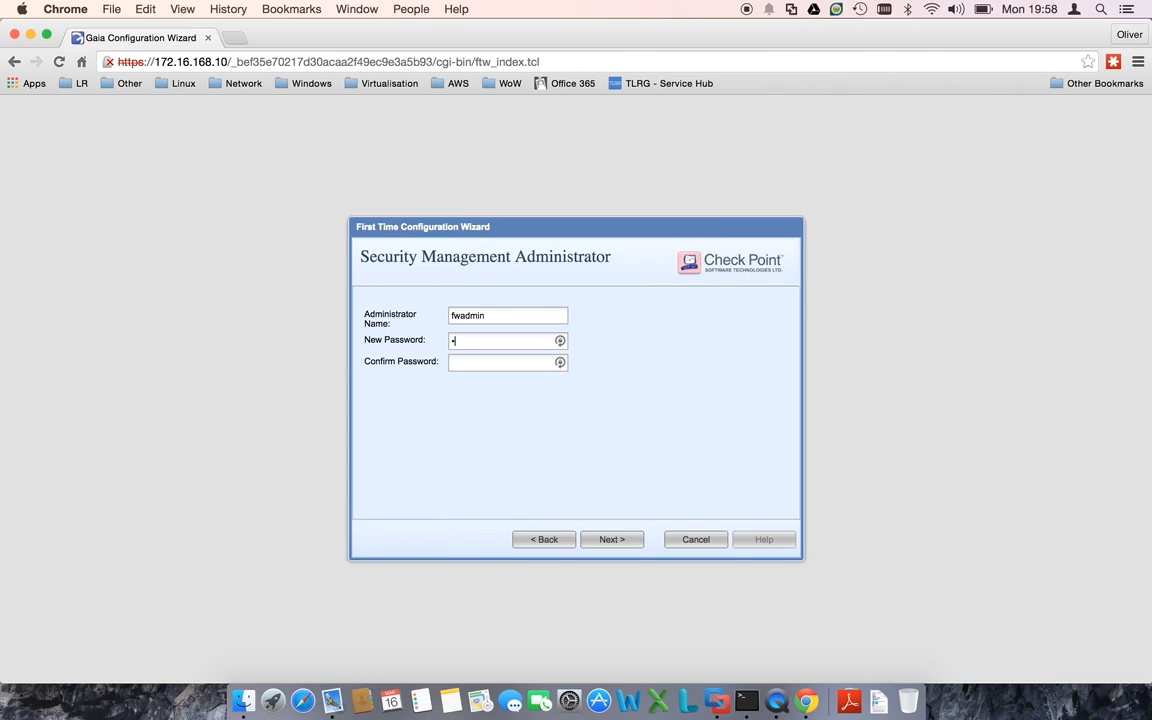 Chrome File Edit View History Bookmarks Window People Help Mon 19:58
Gaia Configuration Wizard Oliver
https://172.16.168.10/_bef35e70217d30acaa2f49ec9e3a5b93/cgi-bin/ftw_index.tcl
Apps LR Other Linux Network Windows Virtualisation AWS WoW Office 365 TLRG - Service Hub Other Bookmarks
First Time Configuration Wizard
Security Management Administrator
Check Point
SOFTWARE TECHNOLOGIES LTD.
Administrator
Name:
fwadmin
New Password:
Confirm Password:
< Back Next > Cancel Help
16